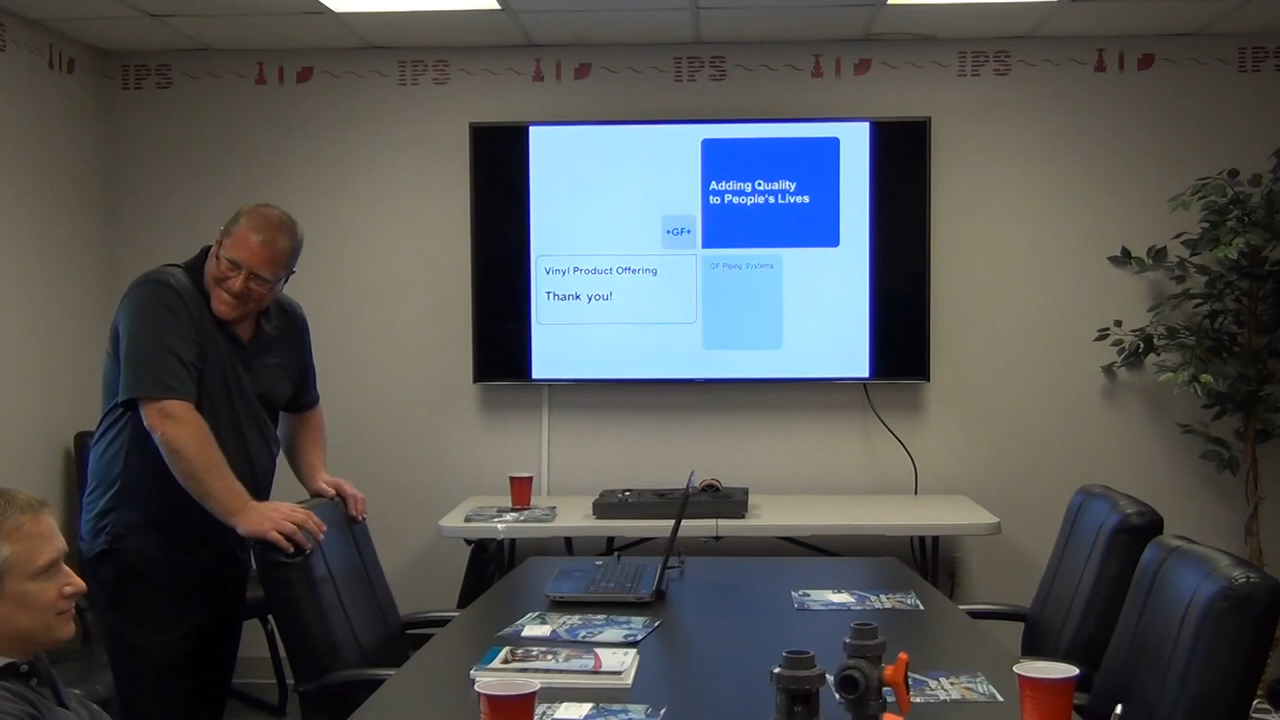 IPS
IPS
IPS
IPS
IPS
Adding Quality
to People's Lives
+GF+
Vinyl Product Offering
Thank you!
GF Piping Systems